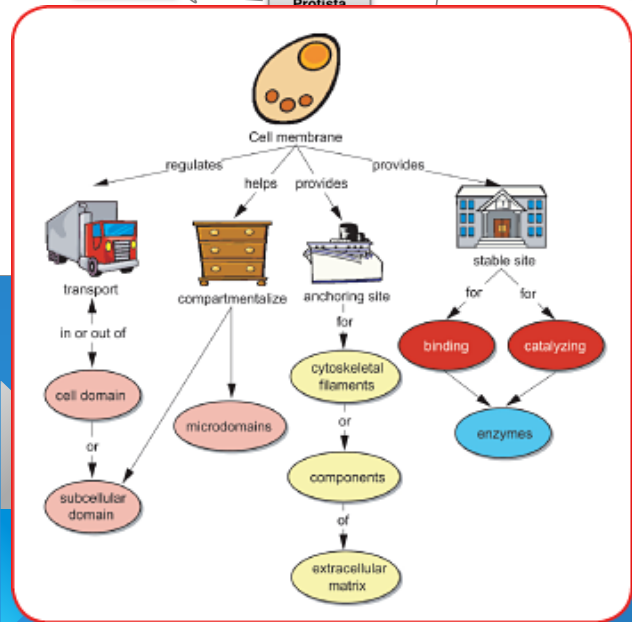 Protista
Cell membrane
regulates
helps
provides
provides
transport
compartmentalize
anchoring site
stable site
in or out of
for
for
for
cell domain
microdomains
cytoskeletal
filaments
binding
catalyzing
or
or
enzymes
subcellular
domain
components
of
extracellular
matrix